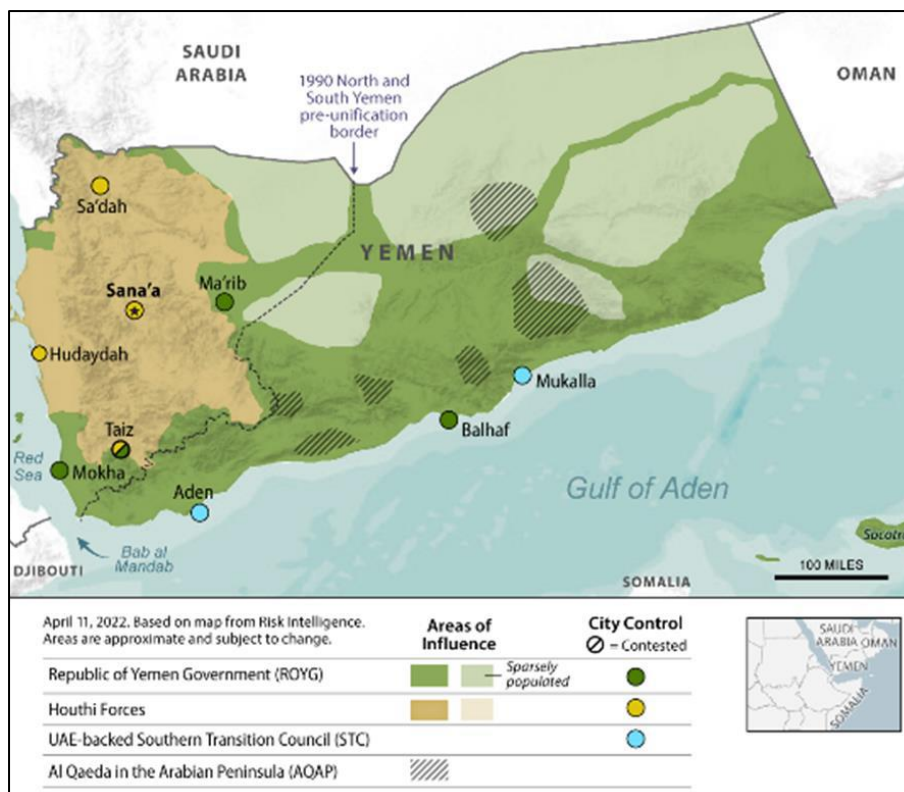 SAUDI
ARABIA
OMAN
1990 North and
South Yemen
pre-unification
border
Sa'dah
YEMEN
Ma'rib
Sana'a
Hudaydah
Mukalla
Taiz
Balhaf
Red
Sea
Mokha
Aden
Gulf of Aden
Bab al
Mandab
Socotra
DJIBOUTI
SOMALIA
100 MILES
April 11, 2022. Based on map from Risk Intelligence.
Areas are approximate and subject to change.
Areas of
Influence
City Control
= Contested
Republic of Yemen Government (ROYG)
Sparsely
populated
Houthi Forces
UAE-backed Southern Transition Council (STC)
Al Qaeda in the Arabian Peninsula (AQAP)
SAUDI
ARABIA
OMAN
YEMEN
SOMALIA